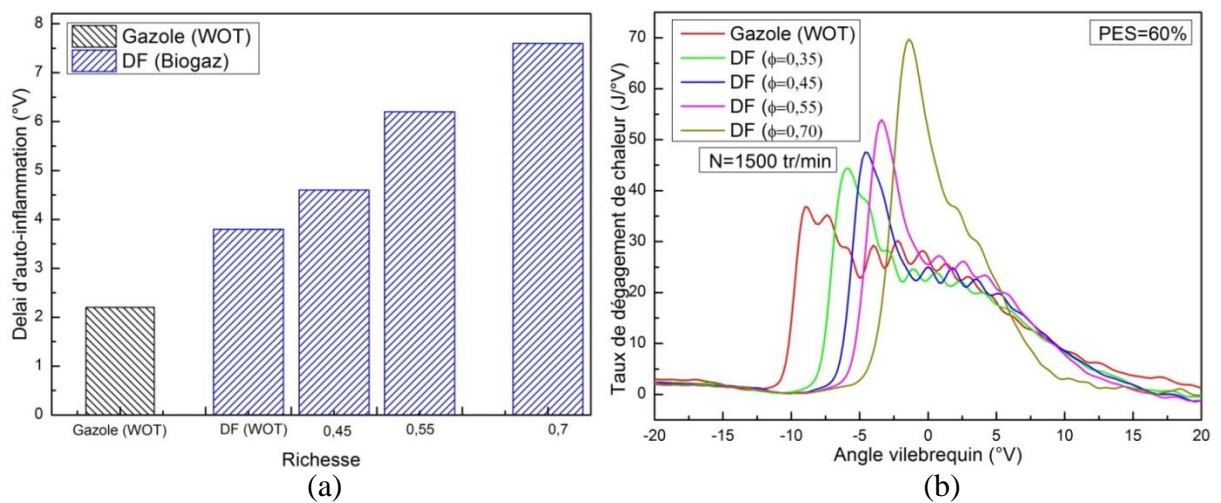 Delai d'auto-inflammation (°V)
8
7
6
5
4
3
2
1
0
Gazole (WOT)
DF (Biogaz)
Gazole (WOT) DF (WOT) 0,45 0,55 0,7
Richesse
(a)
Taux de dégagement de chaleur (J/°V)
70
60
50
40
30
20
10
0
Gazole (WOT)
DF (ϕ=0,35)
DF (ϕ=0,45)
DF (ϕ=0,55)
DF (ϕ=0,70)
PES=60%
N=1500 tr/min
-20 -15 -10 -5 0 5 10 15 20
Angle vilebrequin (°V)
(b)